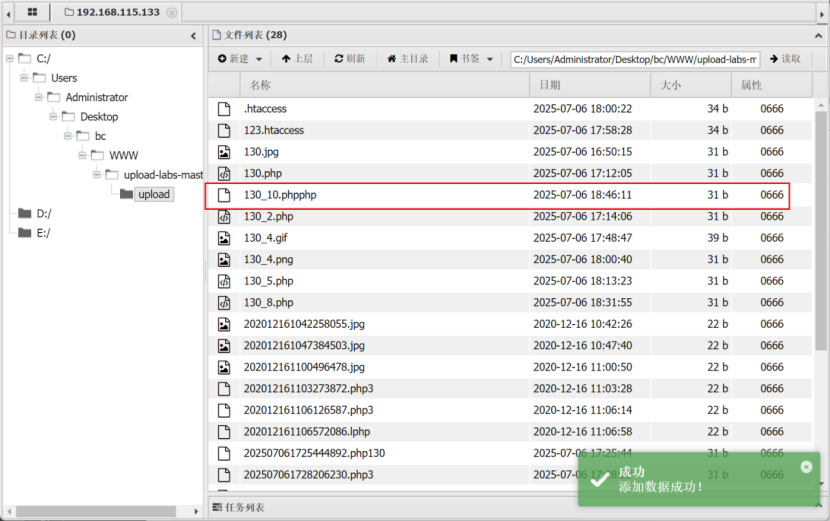 192.168.115.133
目录列表 (0)
文件列表 (28)
新建 上层 刷新 主目录 书签 C:/Users/Administrator/Desktop/bc/WWW/upload-labs-m 读取
C:/
Users
Administrator
Desktop
bc
WWW
upload-labs-mast
upload
D:/
E:/
名称 日期 大小 属性
.htaccess 2025-07-06 18:00:22 34 b 0666
123.htaccess 2025-07-06 17:58:28 34 b 0666
130.jpg 2025-07-06 16:50:15 31 b 0666
130.php 2025-07-06 17:12:05 31 b 0666
130_10.phpphp 2025-07-06 18:46:11 31 b 0666
130_2.php 2025-07-06 17:14:06 31 b 0666
130_4.gif 2025-07-06 17:48:47 39 b 0666
130_4.png 2025-07-06 18:00:40 31 b 0666
130_5.php 2025-07-06 18:13:23 31 b 0666
130_8.php 2025-07-06 18:31:55 31 b 0666
202012161042258055.jpg 2020-12-16 10:42:26 22 b 0666
202012161047384503.jpg 2020-12-16 10:47:40 22 b 0666
202012161100496478.jpg 2020-12-16 11:00:50 22 b 0666
202012161103273872.php3 2020-12-16 11:03:28 22 b 0666
202012161106126587.php3 2020-12-16 11:06:14 22 b 0666
202012161106572086.lphp 2020-12-16 11:06:58 22 b 0666
202507061725444892.php130 2025-07-06 17:25:44 31 b 0666
202507061728206230.php3 2025-07-06 31 b 0666
成功
添加数据成功！
任务列表